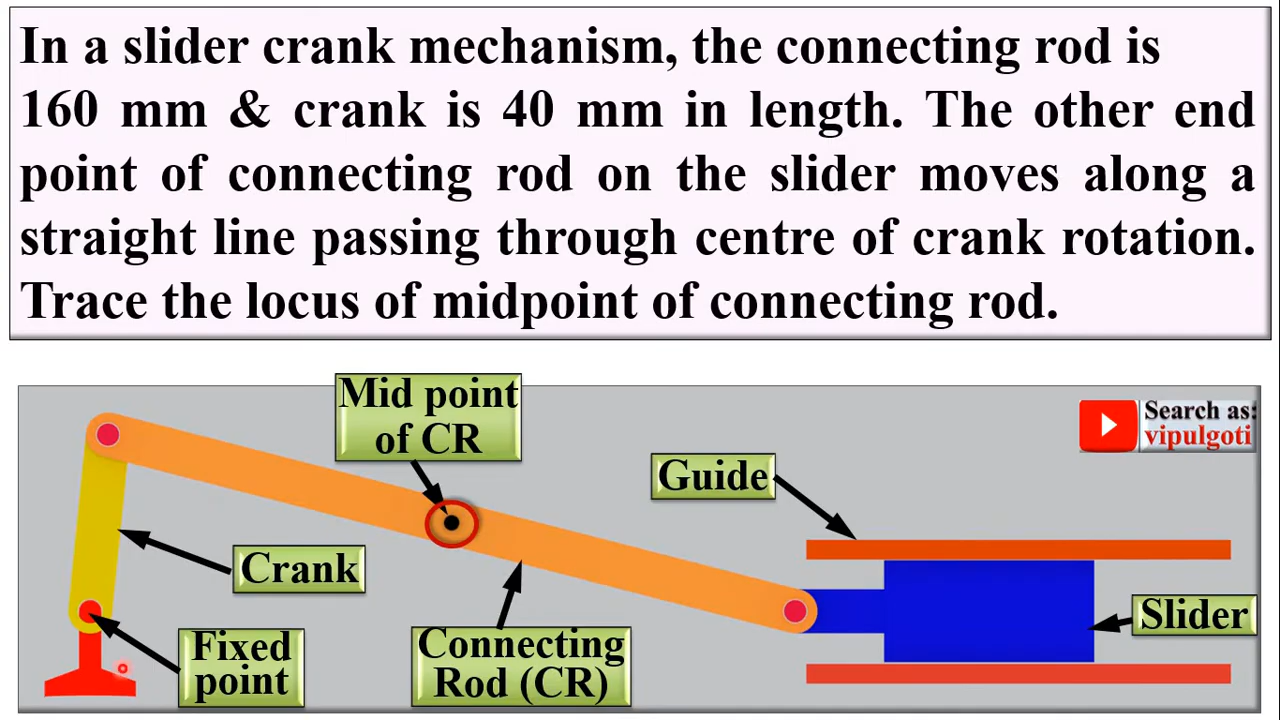 In a slider crank mechanism, the connecting rod is
160 mm & crank is 40 mm in length. The other end
point of connecting rod on the slider moves along a
straight line passing through centre of crank rotation.
Trace the locus of midpoint of connecting rod.
Mid point
of CR
Search as:
vipulgoti
Guide
Crank
Slider
Fixed
point
Connecting
Rod (CR)